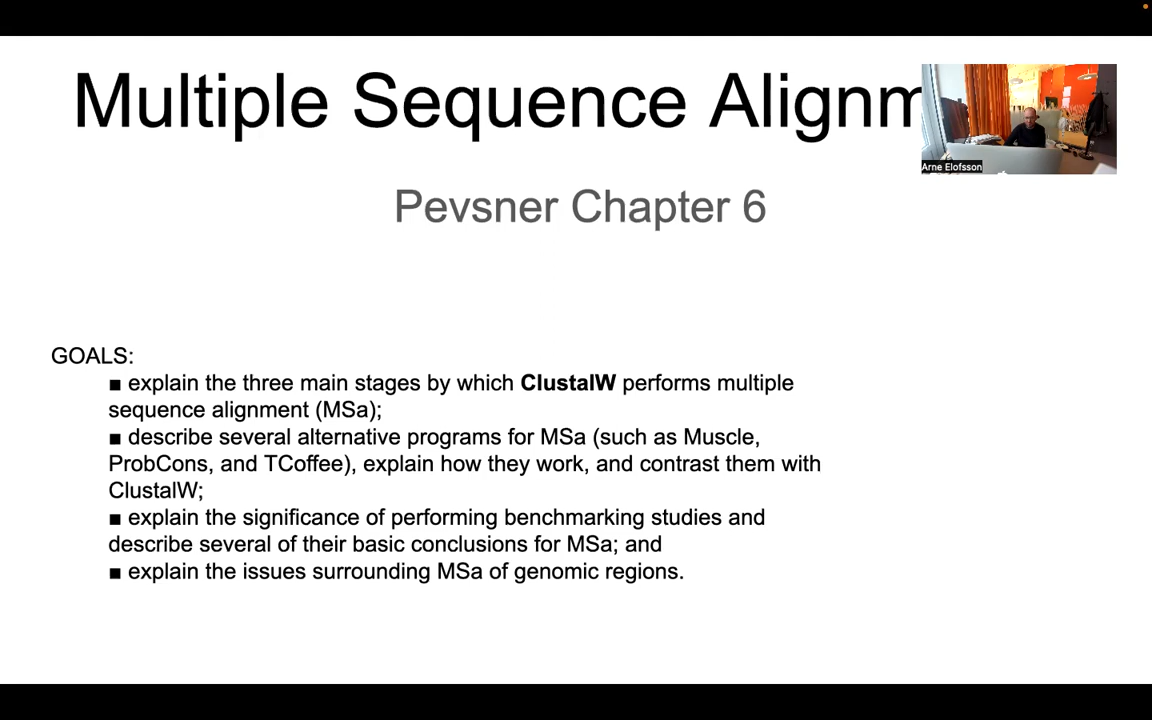 Multiple Sequence Alignm
Arne Elofsson
Pevsner Chapter 6
GOALS:
■ explain the three main stages by which ClustalW performs multiple
sequence alignment (MSa);
■ describe several alternative programs for MSa (such as Muscle,
ProbCons, and TCoffee), explain how they work, and contrast them with
ClustalW;
■ explain the significance of performing benchmarking studies and
describe several of their basic conclusions for MSa; and
■ explain the issues surrounding MSa of genomic regions.